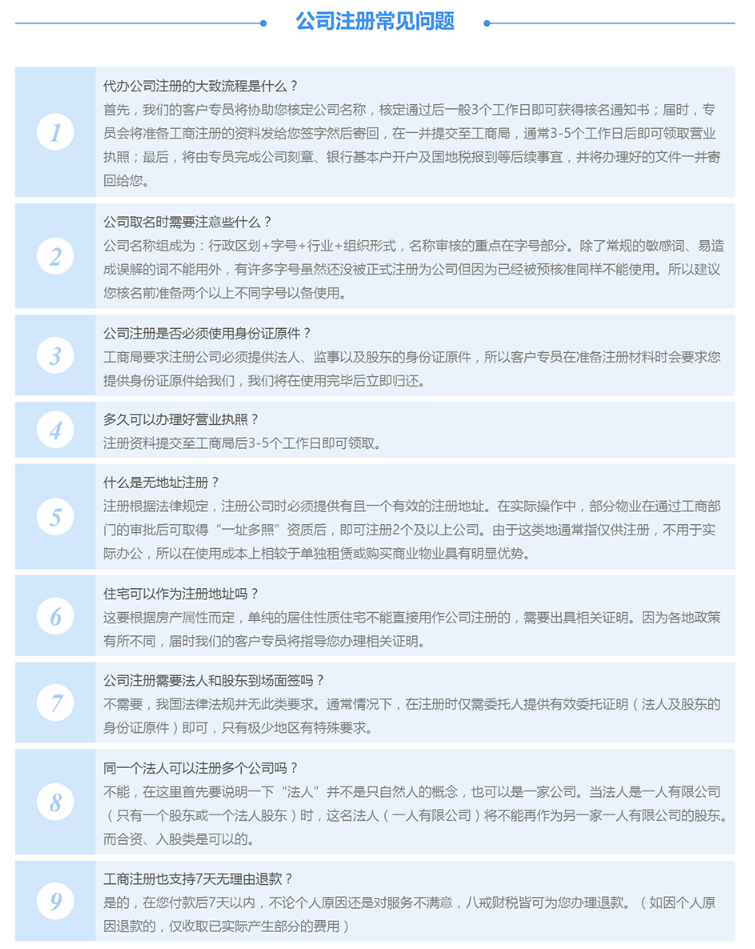 公司注册常见问题
1
代办公司注册的大致流程是什么？
首先，我们的客户专员将协助您核定公司名称，核定通过后一般3个工作日即可获得核名通知书；届时，专
员会将准备工商注册的资料发给您签字然后寄回，在一并提交至工商局，通常3-5个工作日后即可领取营业
执照；最后，将由专员完成公司刻章、银行基本户开户及国地税报到等后续事宜，并将办理好的文件一并寄
回给您。
2
公司取名时需要注意些什么？
公司名称组成为：行政区划+字号+行业+组织形式，名称审核的重点在字号部分。除了常规的敏感词、易造
成误解的词不能用外，有许多字号虽然还没被正式注册为公司但因为已经被预核准同样不能使用。所以建议
您核名前准备两个以上不同字号以备使用。
3
公司注册是否必须使用身份证原件？
工商局要求注册公司必须提供法人、监事以及股东的身份证原件，所以客户专员在准备注册材料时会要求您
提供身份证原件给我们，我们将在使用完毕后立即归还。
4
多久可以办理好营业执照？
注册资料提交至工商局后3-5个工作日即可领取。
5
什么是无地址注册？
注册根据法律规定，注册公司时必须提供有且一个有效的注册地址。在实际操作中，部分物业在通过工商部
门的审批后可取得“一址多照”资质后，即可注册2个及以上公司。由于这类地通常指仅供注册，不用于实
际办公，所以在使用成本上相较于单独租赁或购买商业物业具有明显优势。
6
住宅可以作为注册地址吗？
这要根据房产属性而定，单纯的居住性质住宅不能直接用作公司注册的，需要出具相关证明。因为各地政策
有所不同，届时我们的客户专员将指导您办理相关证明。
7
公司注册需要法人和股东到场面签吗？
不需要，我国法律法规并无此类要求。通常情况下，在注册时仅需委托人提供有效委托证明（法人及股东的
身份证原件）即可，只有极少地区有特殊要求。
8
同一个法人可以注册多个公司吗？
不能，在这里首先要说明一下“法人”并不是只自然人的概念，也可以是一家公司。当法人是一人有限公司
（只有一个股东或一个法人股东）时，这名法人（一人有限公司）将不能再作为另一家一人有限公司的股东。
而合资、入股类是可以的。
9
工商注册也支持7天无理由退款？
是的，在您付款后7天以内，不论个人原因还是对服务不满意，八戒财税皆可为您办理退款。（如因个人原
因退款的，仅收取已实际产生部分的费用）